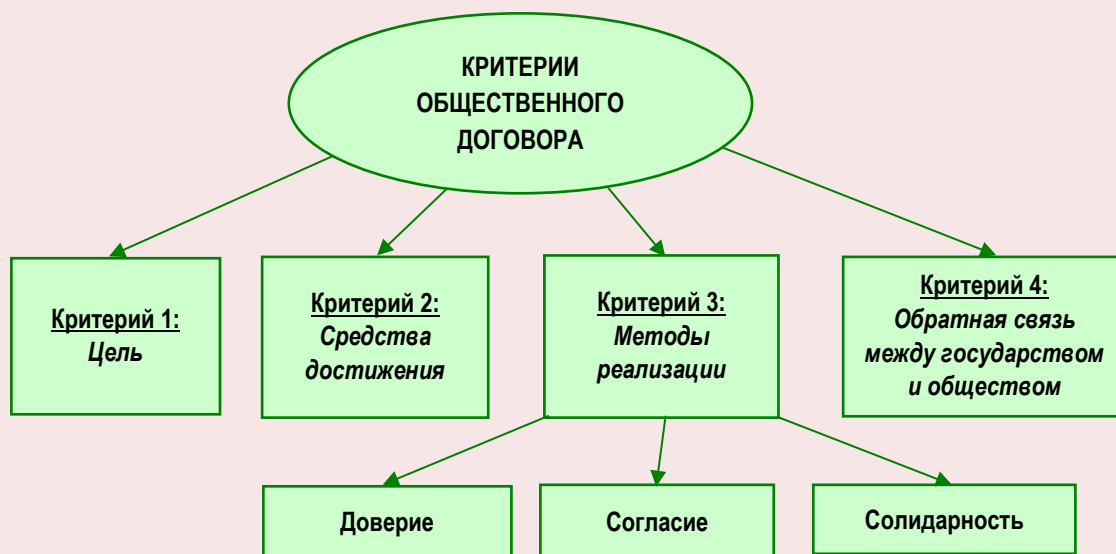 КРИТЕРИИ
ОБЩЕСТВЕННОГО
ДОГОВОРА
Критерий 1:
Цель
Критерий 2:
Средства
достижения
Критерий 3:
Методы
реализации
Критерий 4:
Обратная связь
между государством
и обществом
Доверие
Согласие
Солидарность